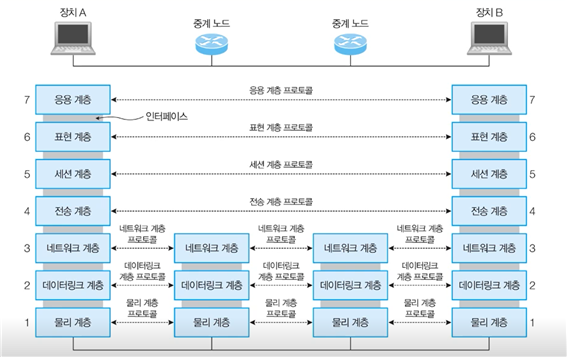 장치 A
중계 노드
중계 노드
장치 B
7 응용 계층 응용 계층 프로토콜 응용 계층 7
인터페이스
6 표현 계층 표현 계층 프로토콜 표현 계층 6
5 세션 계층 세션 계층 프로토콜 세션 계층 5
4 전송 계층 전송 계층 프로토콜 전송 계층 4
네트워크 계층 네트워크 계층 네트워크 계층
프로토콜 프로토콜 프로토콜
3 네트워크 계층 네트워크 계층 네트워크 계층 네트워크 계층 3
데이터링크 데이터링크 데이터링크
계층 프로토콜 계층 프로토콜 계층 프로토콜
2 데이터링크 계층 데이터링크 계층 데이터링크 계층 데이터링크 계층 2
물리 계층 물리 계층 물리 계층
프로토콜 프로토콜 프로토콜
1 물리 계층 물리 계층 물리 계층 물리 계층 1